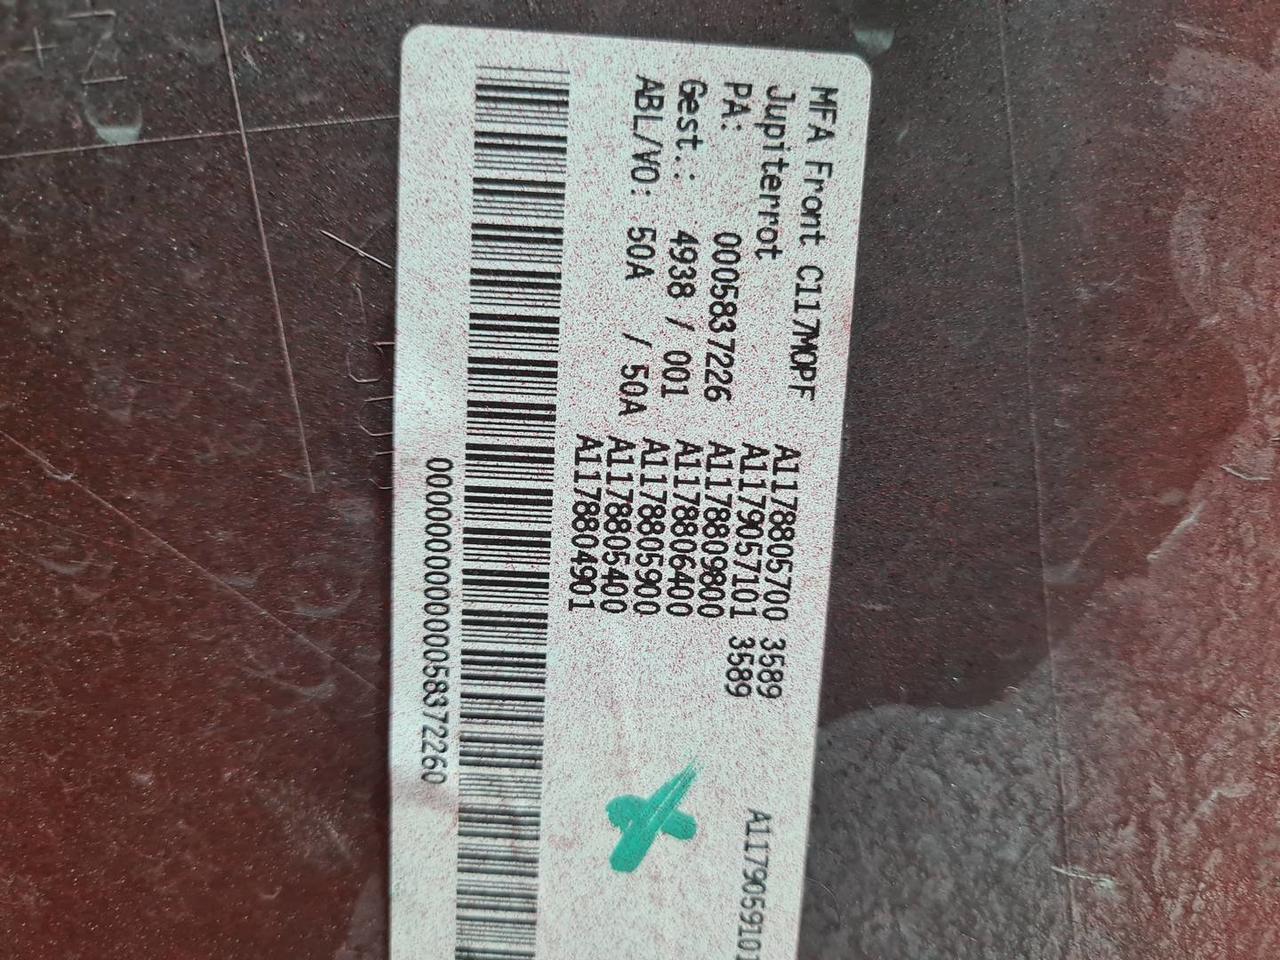 MFA Front C117MOPF
Jupiterrot
PA: 0005837226
Gest.: 4938 / 001
ABL/VO: 50A / 50A
A1178805700 3589
A1179057101 3589
A1178809800
A1178806400
A1178805900
A1178805400
A1178804901
A1179059101
000000000000058372260